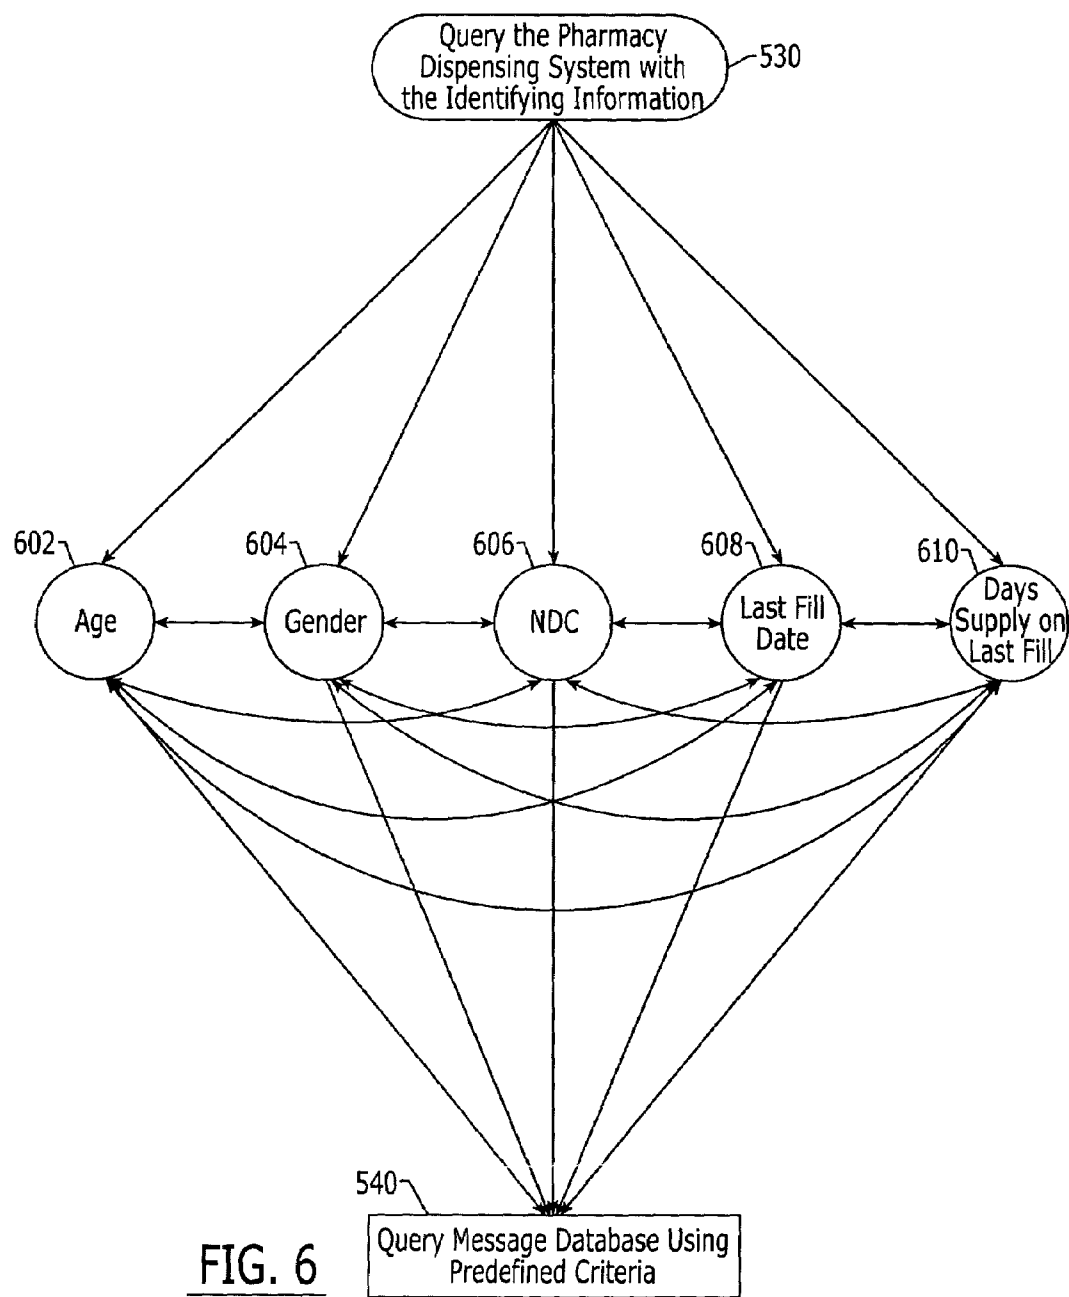 Query the Pharmacy
Dispensing System with
the Identifying Information
530
602
604
606
608
610
Age
Gender
NDC
Last Fill
Date
Days
Supply on
Last Fill
540
Query Message Database Using
Predefined Criteria
FIG. 6